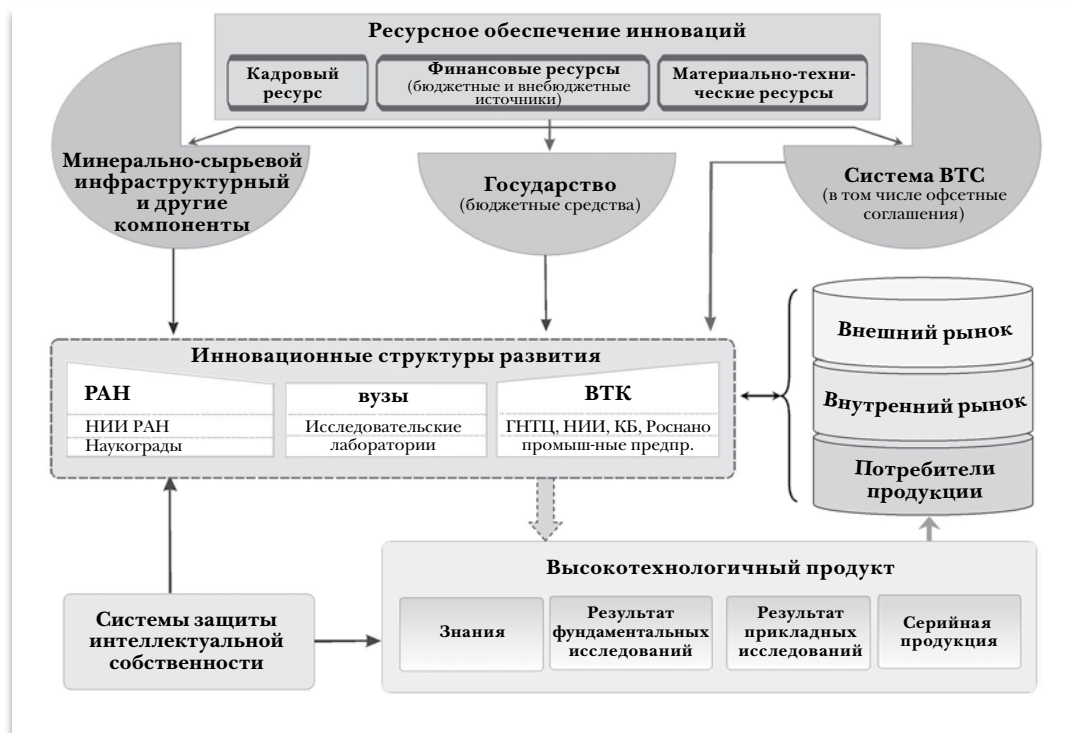 Ресурсное обеспечение инноваций
Кадровый
ресурс
Финансовые ресурсы
(бюджетные и внебюджетные
источники)
Материально-техни-
ческие ресурсы
Минерально-сырьевой
инфраструктурный
и другие
компоненты
Государство
(бюджетные средства)
Система ВТС
(в том числе офсетные
соглашения)
Инновационные структуры развития
РАН
НИИ РАН
Наукограды
вузы
Исследовательские
лаборатории
ВТК
ГНТЦ, НИИ, КБ, Роснано
промыш-ные предпр.
Внешний рынок
Внутренний рынок
Потребители
продукции
Высокотехнологичный продукт
Знания
Результат
фундаментальных
исследований
Результат
прикладных
исследований
Серийная
продукция
Системы защиты
интеллектуальной
собственности